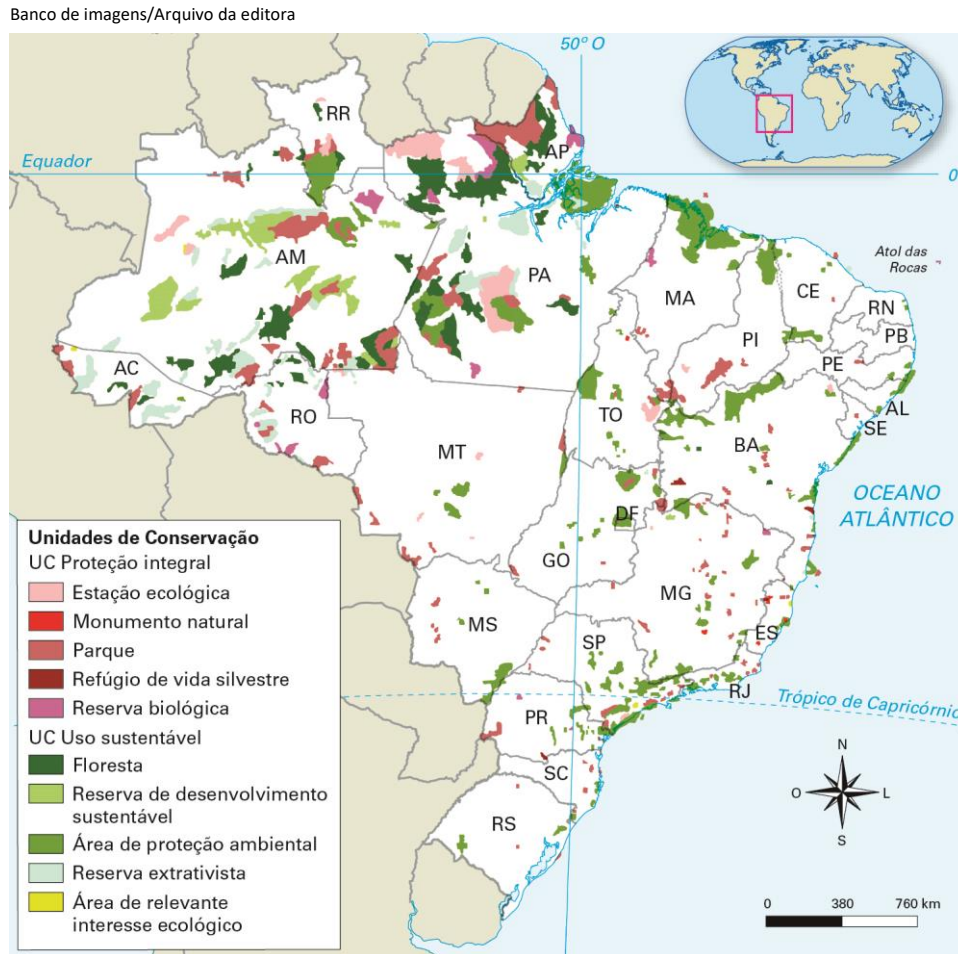 Banco de imagens/Arquivo da editora
50º O
RR
AP
Equador
0
AM
PA
Atol das
Rocas
MA
CE
RN
PB
PI
PE
AC
AL
SE
TO
RO
BA
MT
OCEANO
ATLÂNTICO
DF
GO
MG
MS
ES
SP
RJ
Trópico de Capricórnio
PR
SC
RS
Unidades de Conservação
UC Proteção integral
Estação ecológica
Monumento natural
Parque
Refúgio de vida silvestre
Reserva biológica
UC Uso sustentável
Floresta
Reserva de desenvolvimento
sustentável
Área de proteção ambiental
Reserva extrativista
Área de relevante
interesse ecológico
N
O
L
S
0 380 760 km